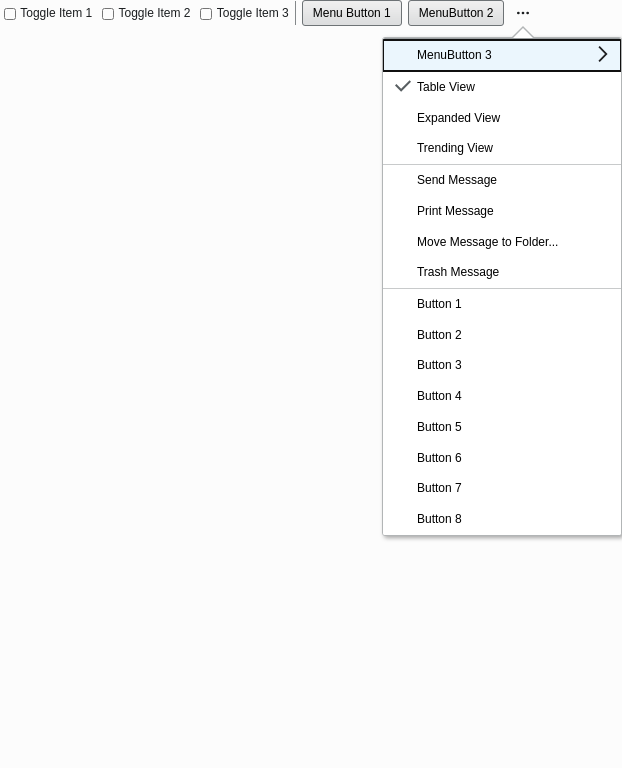 Toggle Item 1 Toggle Item 2 Toggle Item 3 Menu Button 1 MenuButton 2 ...
MenuButton 3
Table View
Expanded View
Trending View
Send Message
Print Message
Move Message to Folder...
Trash Message
Button 1
Button 2
Button 3
Button 4
Button 5
Button 6
Button 7
Button 8